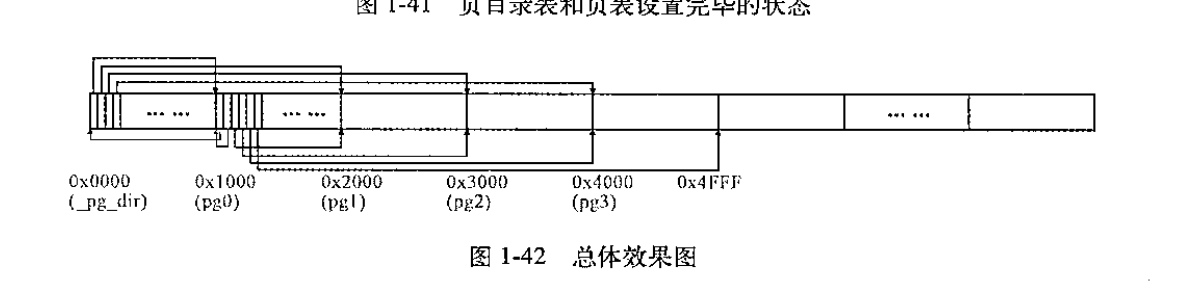 图 1-41 页目录表和页表设置完毕的状态
... ... ... ... ... ...
0x0000 0x1000 0x2000 0x3000 0x4000 0x4FFF
(_pg_dir) (pg0) (pg1) (pg2) (pg3)
图 1-42 总体效果图